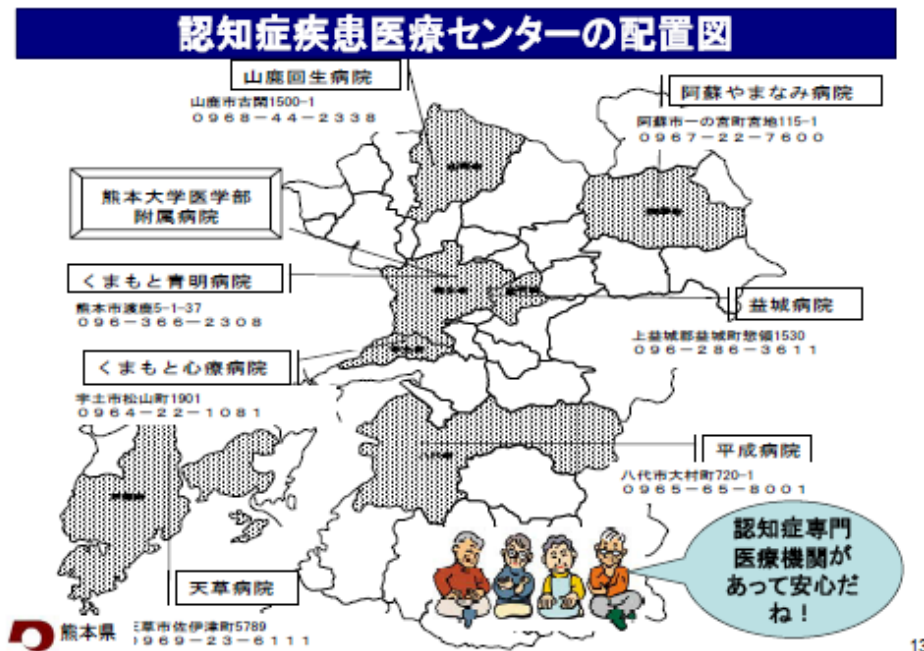 認知症疾患医療センターの配置図
山鹿回生病院
山鹿市古閑1500-1
0968-44-2338
阿蘇やまなみ病院
阿蘇市一の宮町宮地115-1
0967-22-7600
熊本大学医学部
附属病院
くまもと青明病院
熊本市渡鹿5-1-37
096-366-2308
益城病院
上益城郡益城町惣領1530
096-286-3611
くまもと心療病院
宇土市松山町1901
0964-22-1081
平成病院
八代市大村町720-1
0965-65-8001
認知症専門
医療機関が
あって安心だ
ね！
天草病院
天草市佐伊津町5789
0969-23-6111
熊本県
13